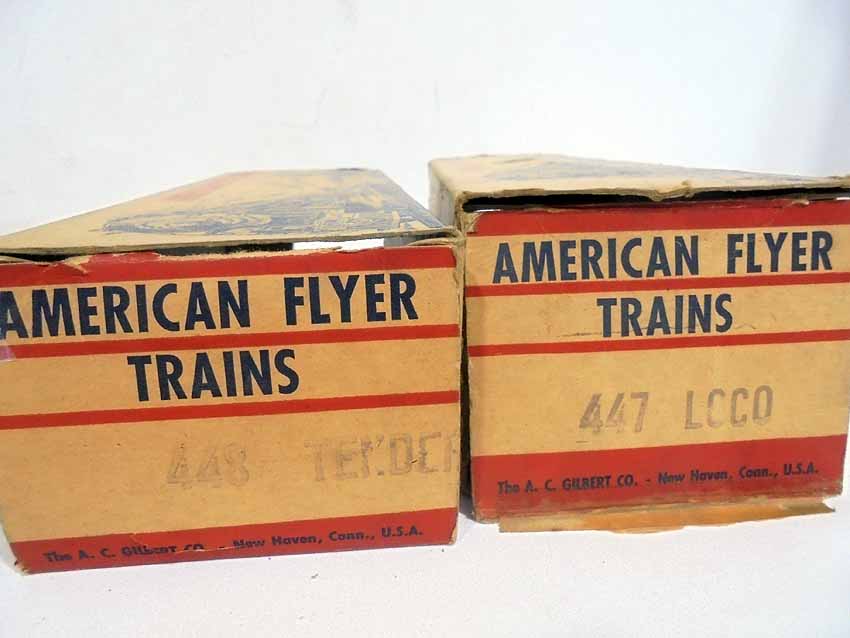 AMERICAN FLYER
TRAINS
448 TENDER
The A. C. GILBERT CO. - New Haven, Conn., U.S.A.
AMERICAN FLYER
TRAINS
447 LOCO
The A. C. GILBERT CO. - New Haven, Conn., U.S.A.